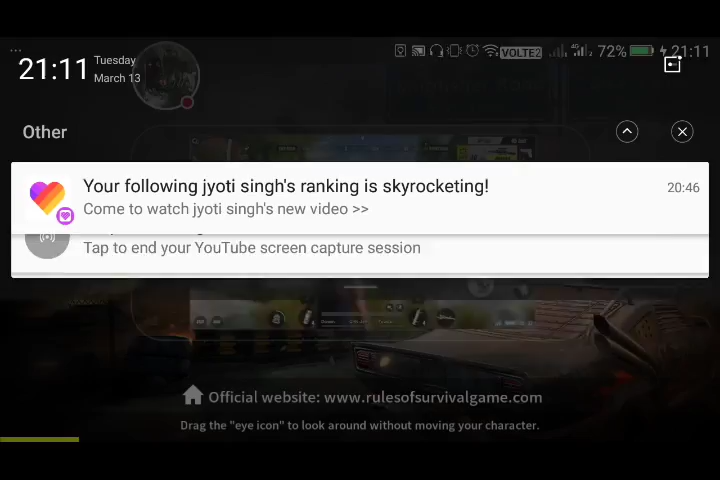 21:11
Tuesday
March 13
VOLTE2
4G
72%
21:11
Other
Your following jyoti singh's ranking is skyrocketing!
20:46
Come to watch jyoti singh's new video >>
Tap to end your YouTube screen capture session
Official website: www.rulesofsurvivalgame.com
Drag the "eye icon" to look around without moving your character.